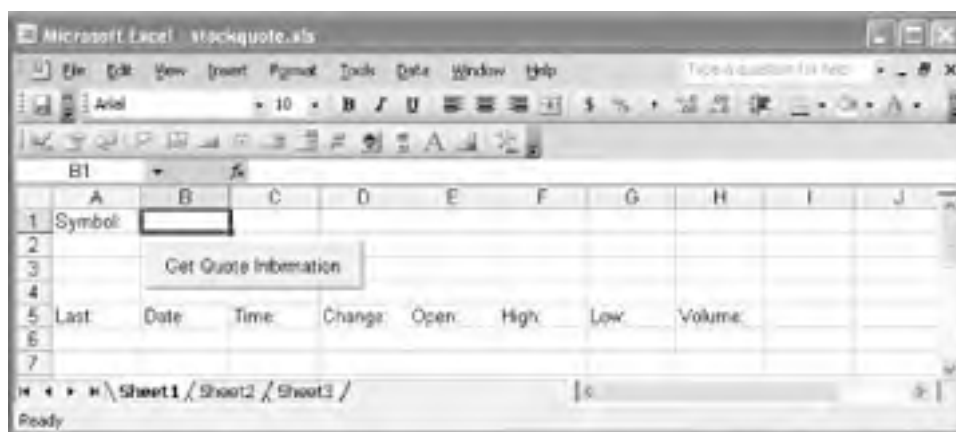 Microsoft Excel - stockquote.xls
File Edit View Insert Format Tools Data Window Help Type a question for help
Arial 10 B I U $ %
B1 fx
A B C D E F G H I J
1 Symbol:
2
3 Get Quote Information
4
5 Last: Date: Time: Change: Open: High: Low: Volume:
6
7
Sheet1 / Sheet2 / Sheet3 /
Ready